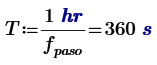 T := 1 hr / f_paso = 360 s